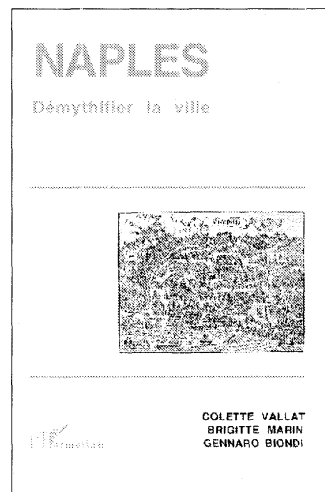 NAPLES
Démythifier la ville
COLETTE VALLAT
BRIGITTE MARIN
GENNARO BIONDI